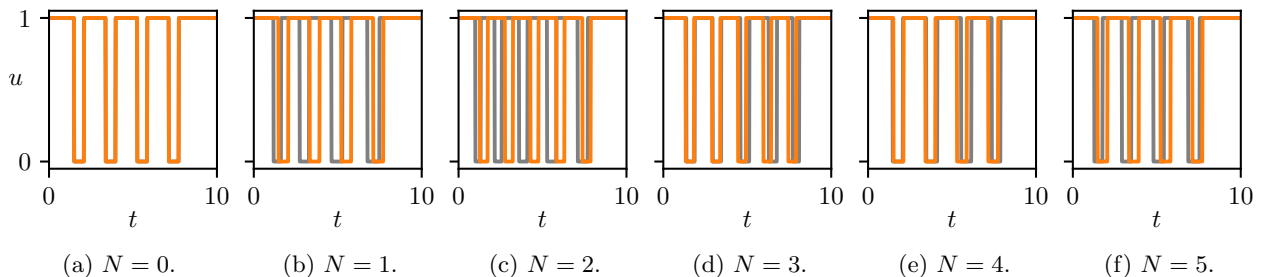 1
u
0
0 10 0 10 0 10 0 10 0 10 0 10
t t t t t t
(a) N = 0. (b) N = 1. (c) N = 2. (d) N = 3. (e) N = 4. (f) N = 5.